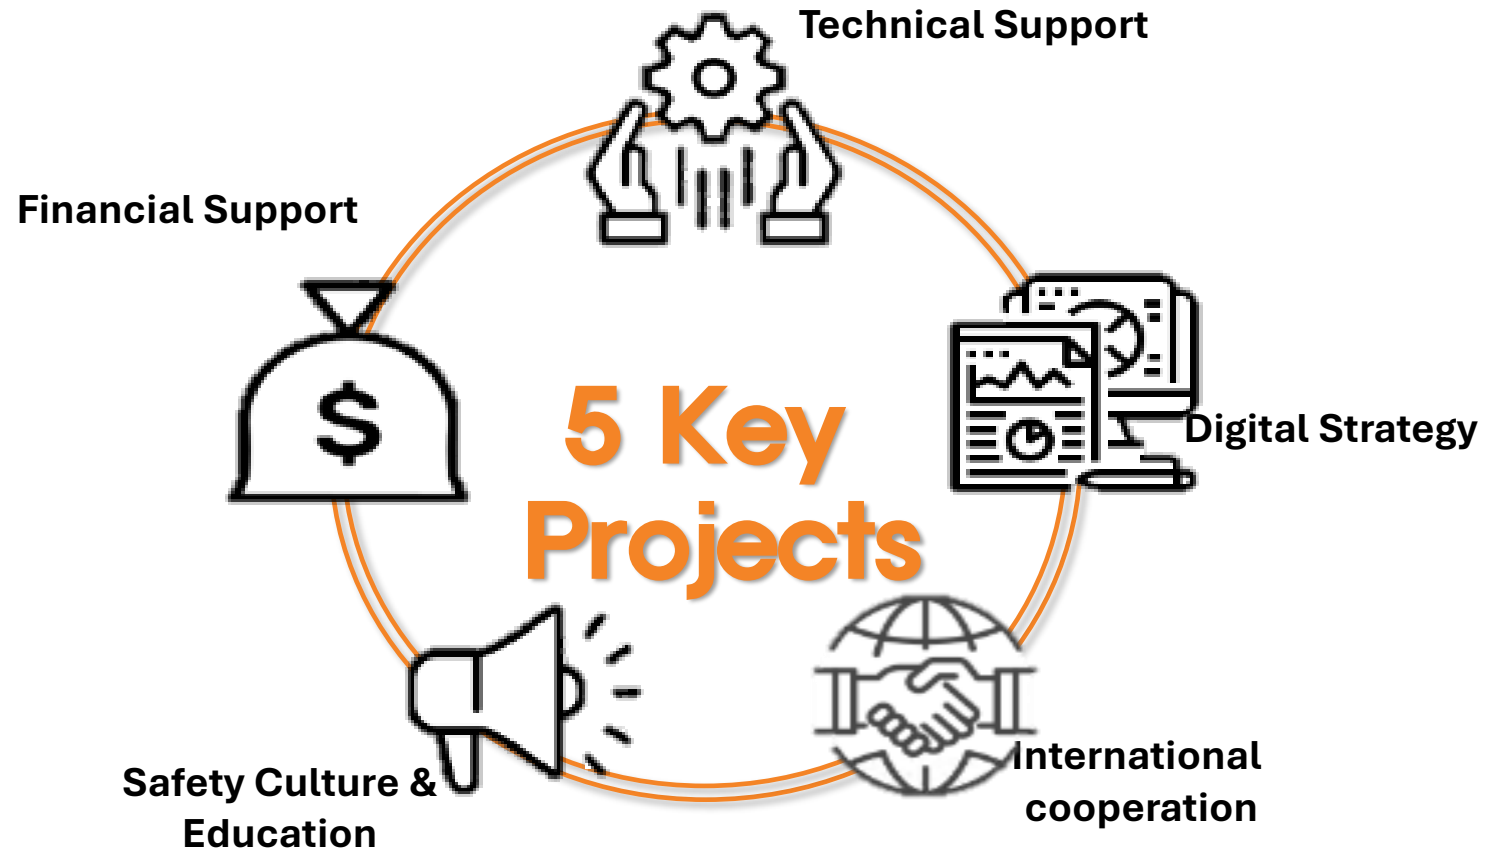 Technical Support
Financial Support
$
5 Key
Projects
Digital Strategy
International
cooperation
Safety Culture &
Education